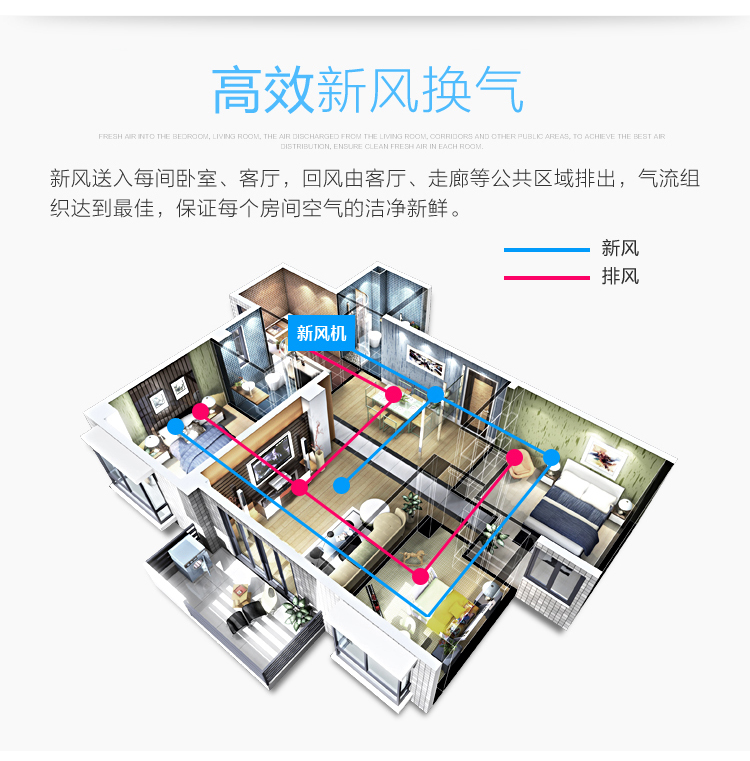 高效新风换气
FRESH AIR INTO THE BEDROOM, LIVING ROOM, THE AIR DISCHARGED FROM THE LIVING ROOM, CORRIDORS AND OTHER PUBLIC AREAS, TO ACHIEVE THE BEST AIR
DISTRIBUTION, ENSURE CLEAN FRESH AIR IN EACH ROOM.
新风送入每间卧室、客厅，回风由客厅、走廊等公共区域排出，气流组
织达到最佳，保证每个房间空气的洁净新鲜。
新风
排风
新风机